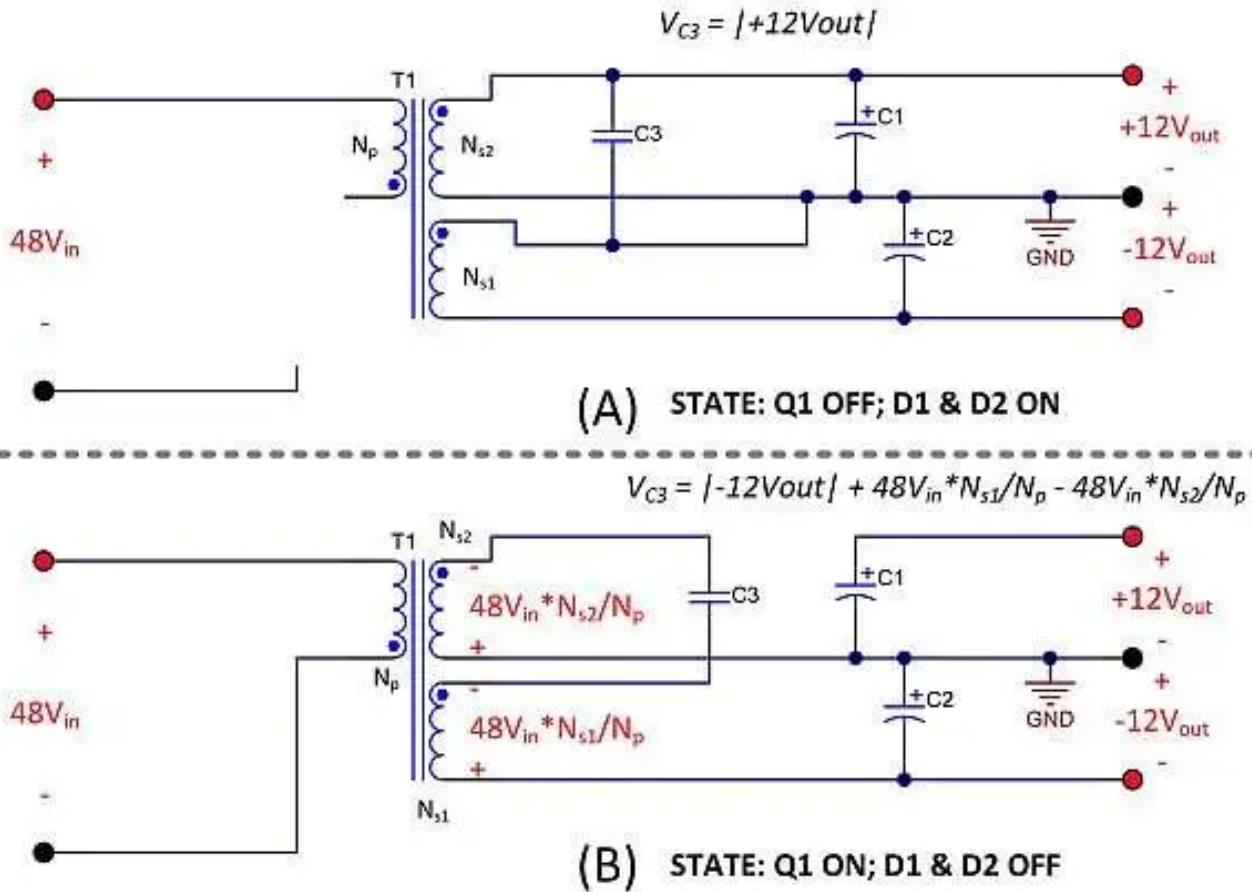 V_C3 = |+12Vout|
T1
N_p
N_s2
C3
+ C1
+
+12V_out
-
+
48V_in
-
N_s1
+ C2
GND
+
-12V_out
-
(A) STATE: Q1 OFF; D1 & D2 ON
V_C3 = |-12Vout| + 48V_in*N_s1/N_p - 48V_in*N_s2/N_p
N_s2
T1
-
48V_in*N_s2/N_p
+
C3
+ C1
+
+12V_out
-
+
48V_in
-
N_p
-
48V_in*N_s1/N_p
+
N_s1
+ C2
GND
+
-12V_out
-
(B) STATE: Q1 ON; D1 & D2 OFF